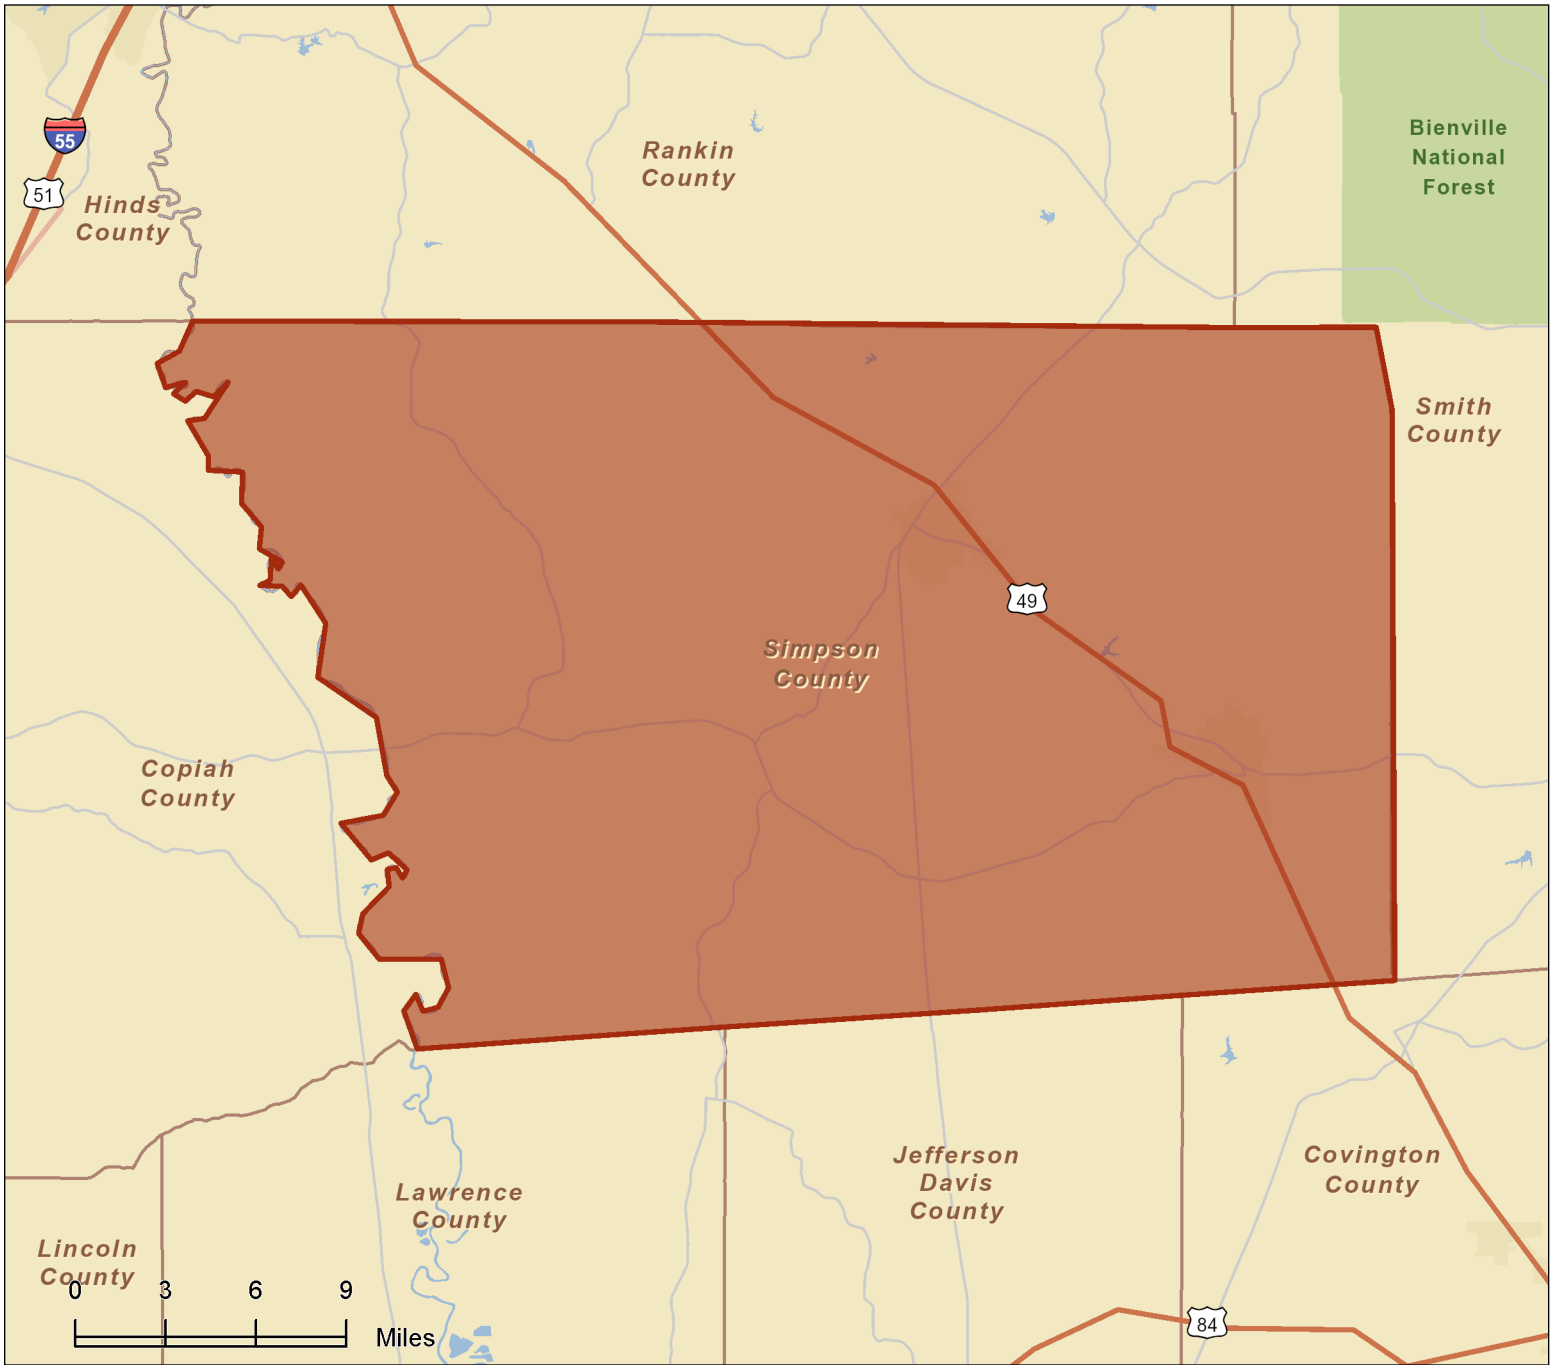 Bienville
National
Forest
55
Rankin
County
51
Hinds
County
Smith
County
49
Simpson
County
Copiah
County
Jefferson
Davis
County
Covington
County
Lawrence
County
Lincoln
County
0 3 6 9
Miles
84